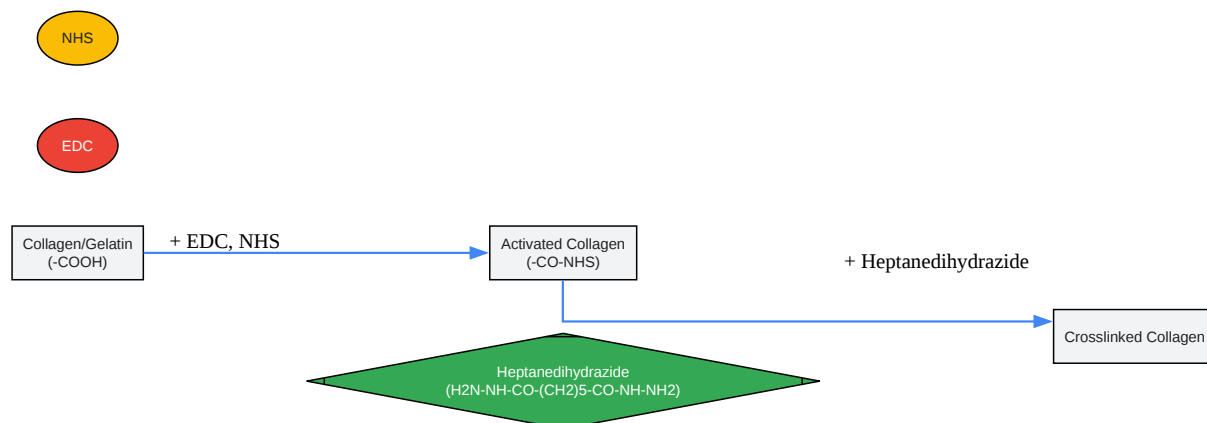 NHS
EDC
Collagen/Gelatin
(-COOH)
+ EDC, NHS
Activated Collagen
(-CO-NHS)
+ Heptanedihydrazide
Crosslinked Collagen
Heptanedihydrazide
(H2N-NH-CO-(CH2)5-CO-NH-NH2)